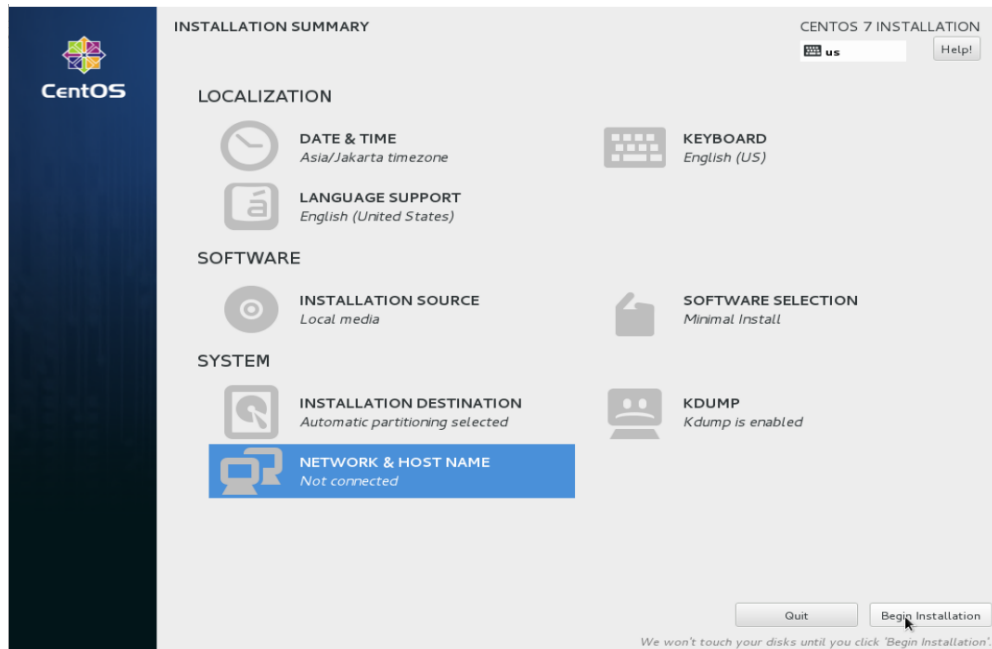 INSTALLATION SUMMARY
CENTOS 7 INSTALLATION
us
Help!
CentOS
LOCALIZATION
DATE & TIME
Asia/Jakarta timezone
KEYBOARD
English (US)
á
LANGUAGE SUPPORT
English (United States)
SOFTWARE
INSTALLATION SOURCE
Local media
SOFTWARE SELECTION
Minimal Install
SYSTEM
INSTALLATION DESTINATION
Automatic partitioning selected
KDUMP
Kdump is enabled
NETWORK & HOST NAME
Not connected
Quit
Begin Installation
We won't touch your disks until you click 'Begin Installation'.